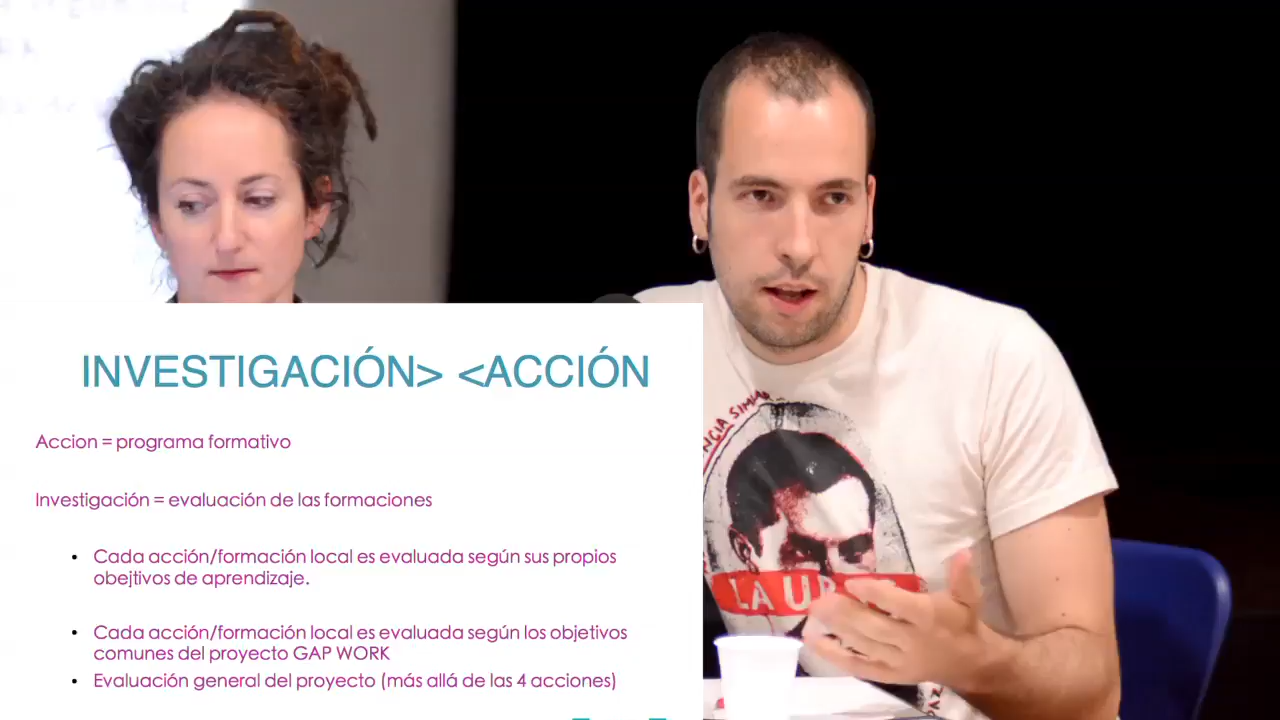 INVESTIGACIÓN> <ACCIÓN
Accion = programa formativo
Investigación = evaluación de las formaciones
• Cada acción/formación local es evaluada según sus propios
obejtivos de aprendizaje.
• Cada acción/formación local es evaluada según los objetivos
comunes del proyecto GAP WORK
• Evaluación general del proyecto (más allá de las 4 acciones)
LA U